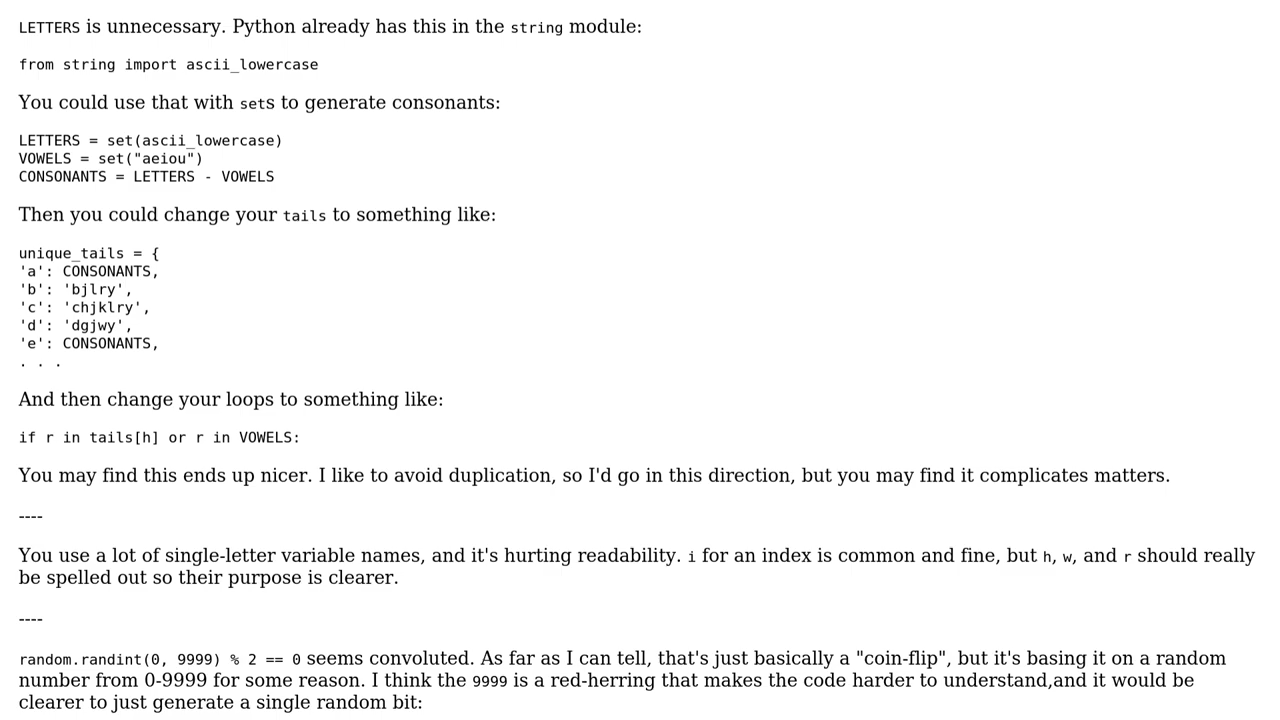 LETTERS is unnecessary. Python already has this in the string module:
from string import ascii_lowercase
You could use that with sets to generate consonants:
LETTERS = set(ascii_lowercase)
VOWELS = set("aeiou")
CONSONANTS = LETTERS - VOWELS
Then you could change your tails to something like:
unique_tails = {
'a': CONSONANTS,
'b': 'bjlry',
'c': 'chjklry',
'd': 'dgjwy',
'e': CONSONANTS,
. . .
And then change your loops to something like:
if r in tails[h] or r in VOWELS:
You may find this ends up nicer. I like to avoid duplication, so I'd go in this direction, but you may find it complicates matters.
----
You use a lot of single-letter variable names, and it's hurting readability. i for an index is common and fine, but h, w, and r should really
be spelled out so their purpose is clearer.
----
random.randint(0, 9999) % 2 == 0 seems convoluted. As far as I can tell, that's just basically a "coin-flip", but it's basing it on a random
number from 0-9999 for some reason. I think the 9999 is a red-herring that makes the code harder to understand,and it would be
clearer to just generate a single random bit: